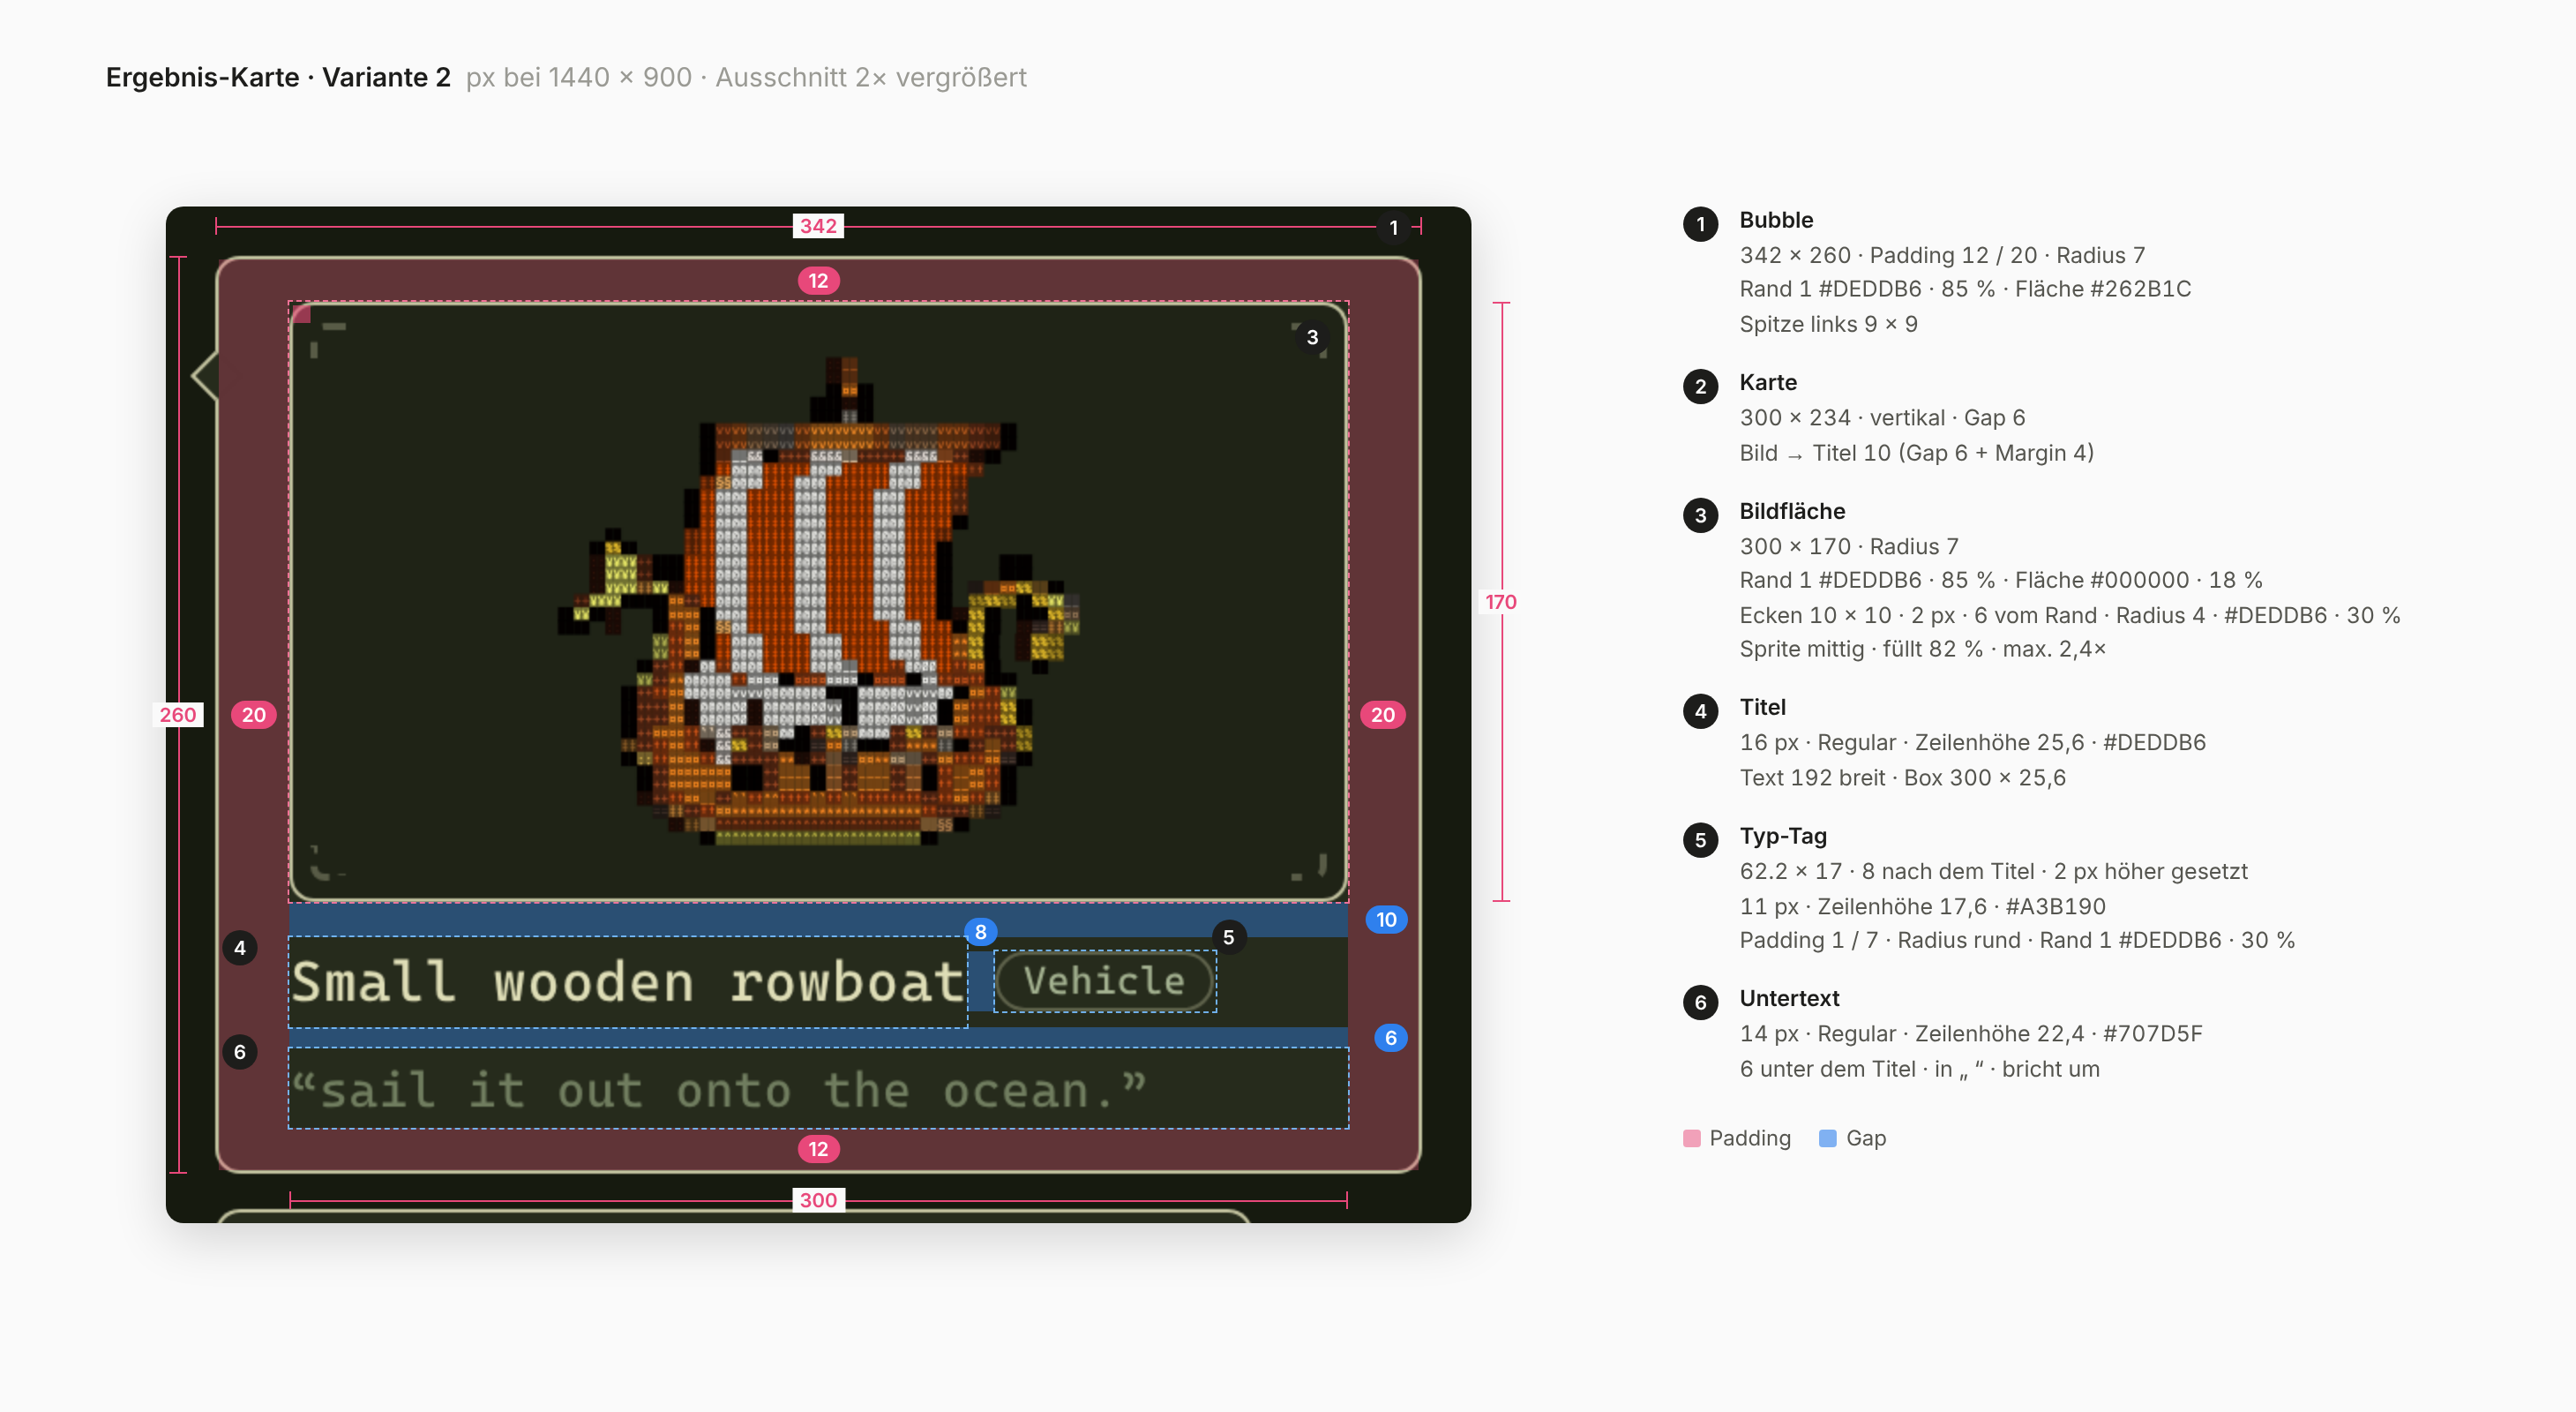 Ergebnis-Karte · Variante 2 px bei 1440 × 900 · Ausschnitt 2× vergrößert
342
1
12
3
260
20
20
170
10
8
5
4
Small wooden rowboat
Vehicle
6
6
“sail it out onto the ocean.”
12
300
1 Bubble
342 × 260 · Padding 12 / 20 · Radius 7
Rand 1 #DEDDB6 · 85 % · Fläche #262B1C
Spitze links 9 × 9
2 Karte
300 × 234 · vertikal · Gap 6
Bild → Titel 10 (Gap 6 + Margin 4)
3 Bildfläche
300 × 170 · Radius 7
Rand 1 #DEDDB6 · 85 % · Fläche #000000 · 18 %
Ecken 10 × 10 · 2 px · 6 vom Rand · Radius 4 · #DEDDB6 · 30 %
Sprite mittig · füllt 82 % · max. 2,4×
4 Titel
16 px · Regular · Zeilenhöhe 25,6 · #DEDDB6
Text 192 breit · Box 300 × 25,6
5 Typ-Tag
62.2 × 17 · 8 nach dem Titel · 2 px höher gesetzt
11 px · Zeilenhöhe 17,6 · #A3B190
Padding 1 / 7 · Radius rund · Rand 1 #DEDDB6 · 30 %
6 Untertext
14 px · Regular · Zeilenhöhe 22,4 · #707D5F
6 unter dem Titel · in „ “ · bricht um
Padding Gap